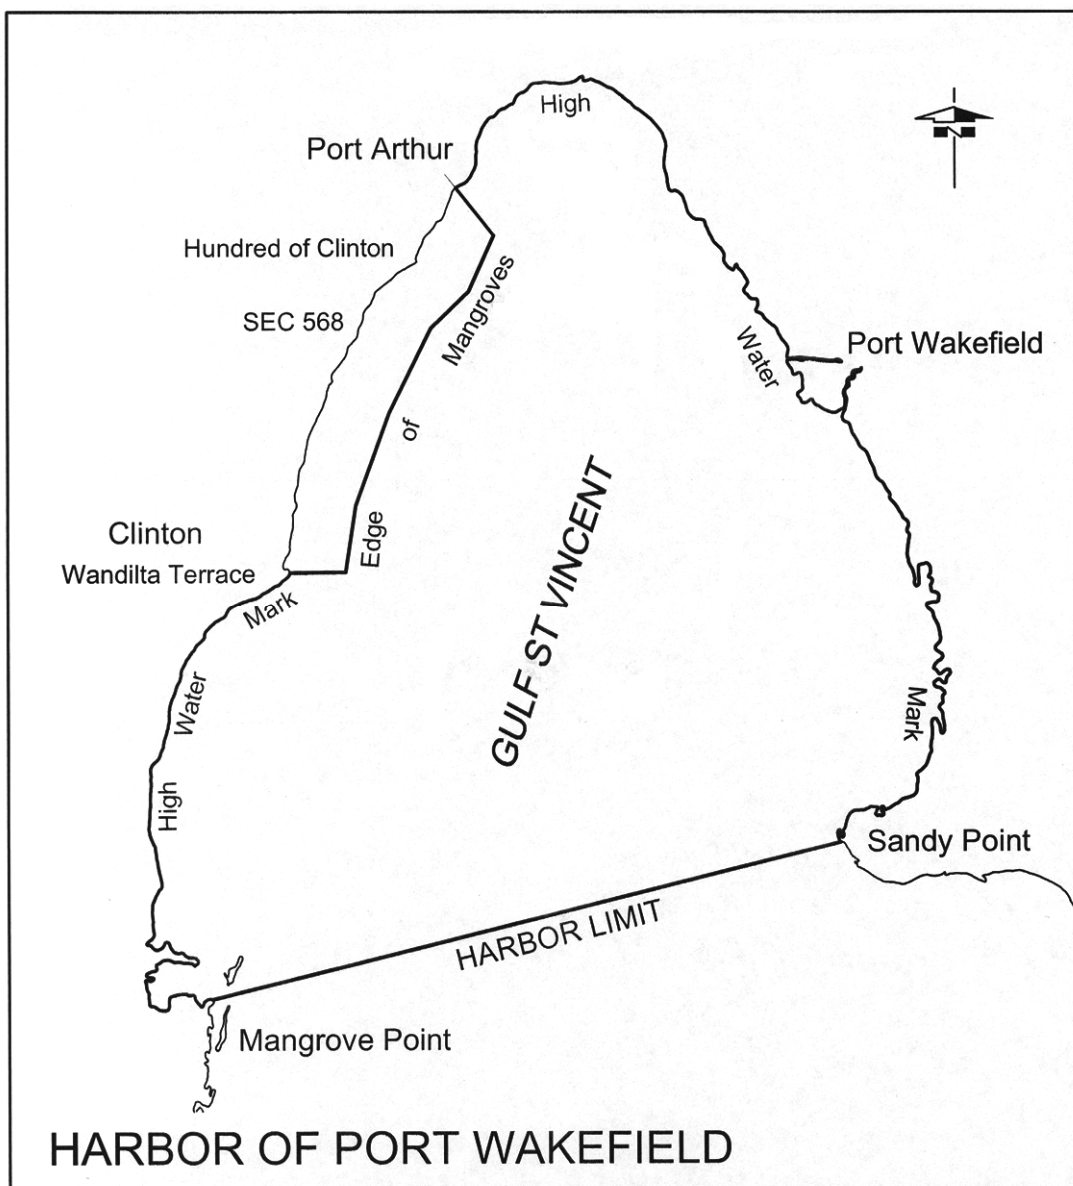 High
Port Arthur
N
Hundred of Clinton
Mangroves
SEC 568
Water
Port Wakefield
of
Edge
Clinton
Wandilta Terrace
Mark
GULF ST VINCENT
Water
Mark
High
Sandy Point
HARBOR LIMIT
Mangrove Point
HARBOR OF PORT WAKEFIELD